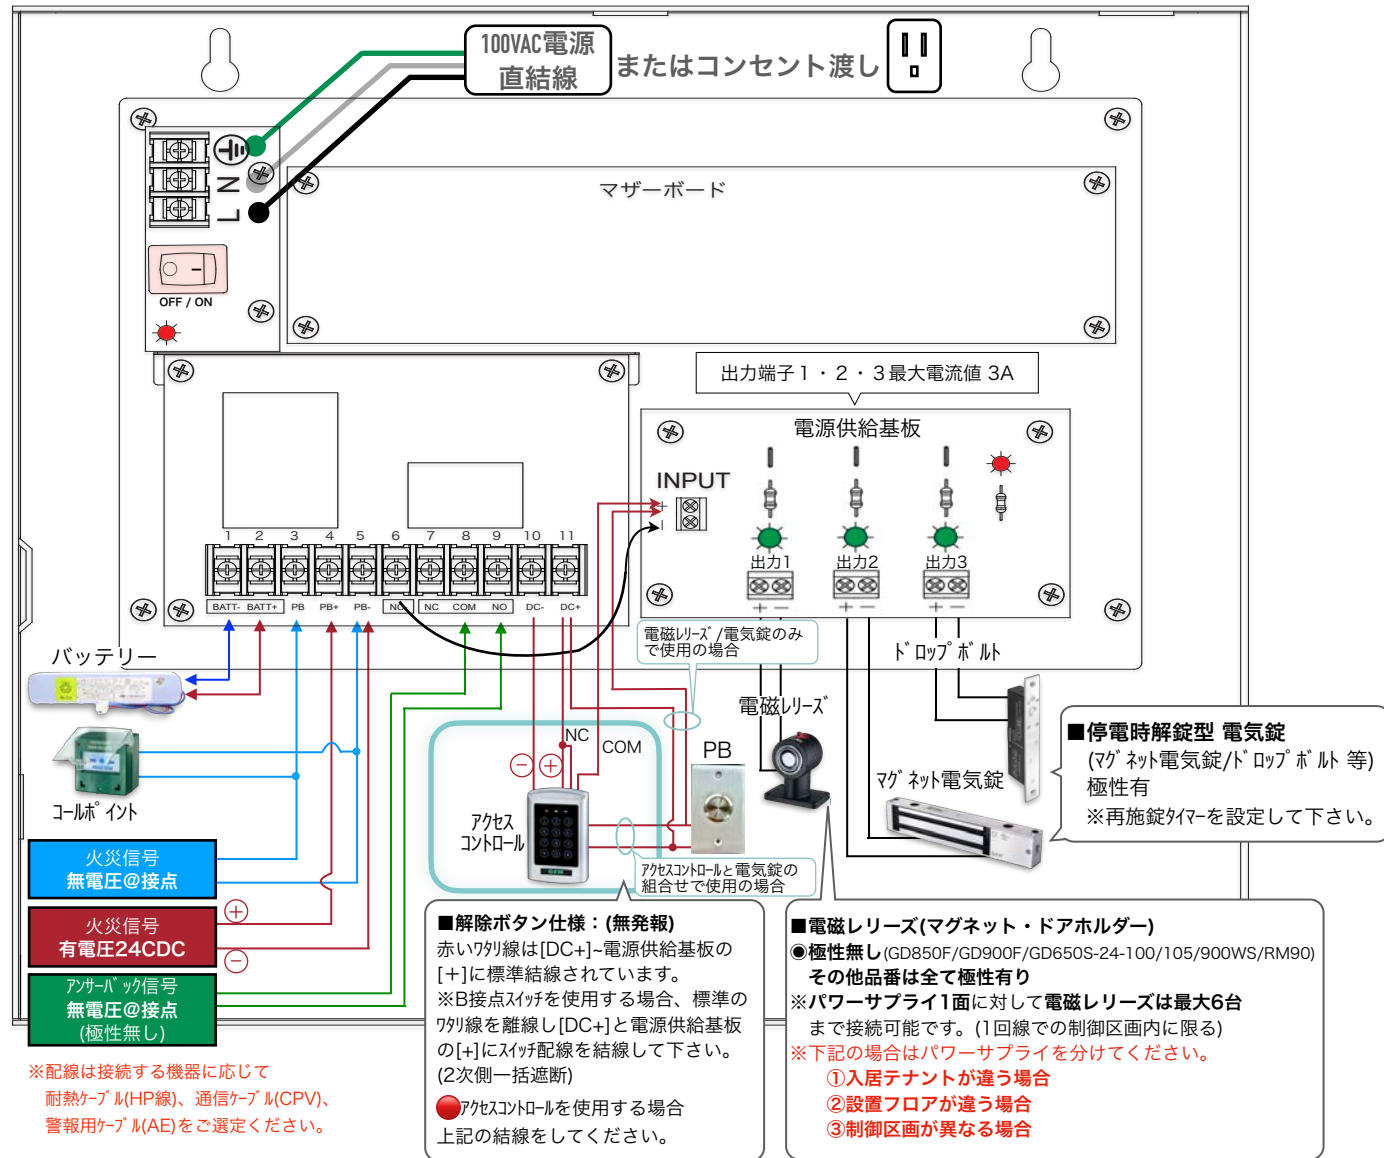 100VAC電源
直結線
またはコンセント渡し
N
L
マザーボード
OFF / ON
出力端子１・２・３最大電流値 3A
電源供給基板
INPUT
+
−
出力1
出力2
出力3
+ −
+ −
+ −
1 2 3 4 5 6 7 8 9 10 11
BATT- BATT+ PB PB+ PB- NC NC COM NO DC- DC+
バッテリー
電磁ﾚﾘｰｽﾞ/電気錠のみ
で使用の場合
ﾄﾞﾛｯﾌﾟﾎﾞﾙﾄ
電磁ﾚﾘｰｽﾞ
NC
COM
PB
− +
ｺｰﾙﾎﾟｲﾝﾄ
ｱｸｾｽ
ｺﾝﾄﾛｰﾙ
ﾏｸﾞﾈｯﾄ電気錠
■停電時解錠型 電気錠
(ﾏｸﾞﾈｯﾄ電気錠/ﾄﾞﾛｯﾌﾟﾎﾞﾙﾄ 等)
極性有
※再施錠ﾀｲﾏｰを設定して下さい。
ｱｸｾｽｺﾝﾄﾛｰﾙと電気錠の
組合せで使用の場合
火災信号
無電圧@接点
火災信号
有電圧24CDC
+
−
ｱﾝｻｰﾊﾞｯｸ信号
無電圧@接点
(極性無し)
※配線は接続する機器に応じて
耐熱ｹｰﾌﾞﾙ(HP線)、通信ｹｰﾌﾞﾙ(CPV)、
警報用ｹｰﾌﾞﾙ(AE)をご選定ください。
■解除ボタン仕様：(無発報)
赤いﾜﾀﾘ線は[DC+]~電源供給基板の
[+]に標準結線されています。
※B接点ｽｲｯﾁを使用する場合、標準の
ﾜﾀﾘ線を離線し[DC+]と電源供給基板
の[+]にｽｲｯﾁ配線を結線して下さい。
(2次側一括遮断)
ｱｸｾｽｺﾝﾄﾛｰﾙを使用する場合
上記の結線をしてください。
■電磁レリーズ(マグネット・ドアホルダー)
◉極性無し(GD850F/GD900F/GD650S-24-100/105/900WS/RM90)
その他品番は全て極性有り
※パワーサプライ1面に対して電磁レリーズは最大6台
まで接続可能です。(1回線での制御区画内に限る)
※下記の場合はパワーサプライを分けてください。
①入居テナントが違う場合
②設置フロアが違う場合
③制御区画が異なる場合